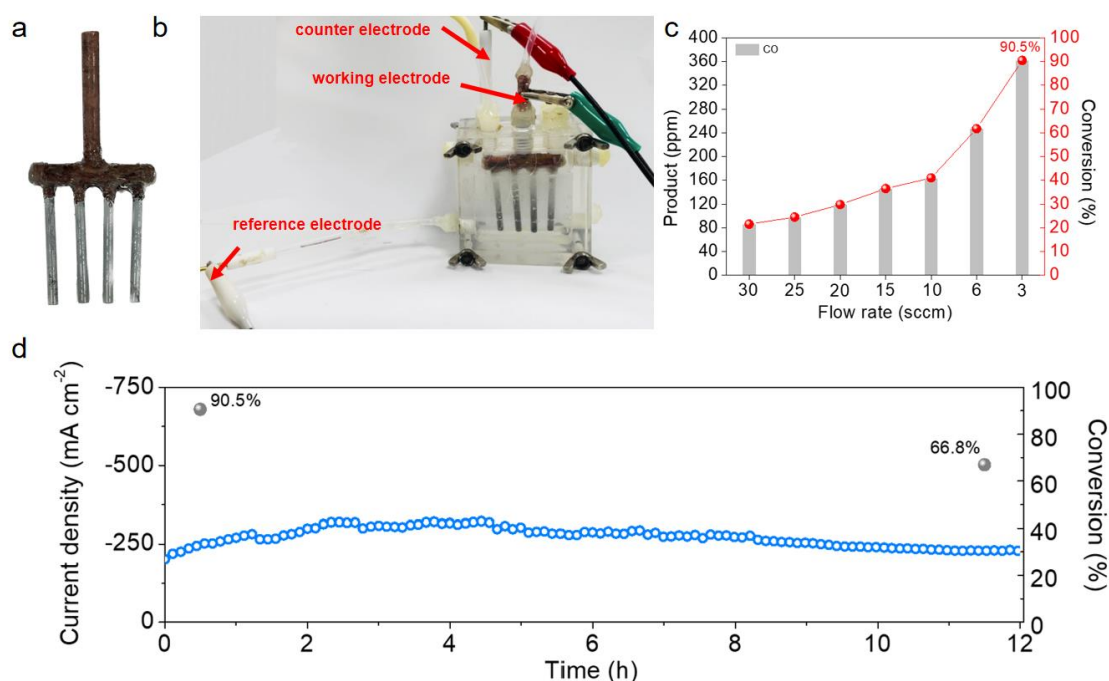 a
b
counter electrode
working electrode
reference electrode
c
400
360
320
280
240
200
160
120
80
40
0
Product (ppm)
CO
90.5%
100
90
80
70
60
50
40
30
20
10
0
Conversion (%)
30 25 20 15 10 6 3
Flow rate (sccm)
d
-750
-500
-250
0
Current density (mA cm⁻²)
90.5%
66.8%
100
80
60
40
20
0
Conversion
(%)
0 2 4 6 8 10 12
Time (h)